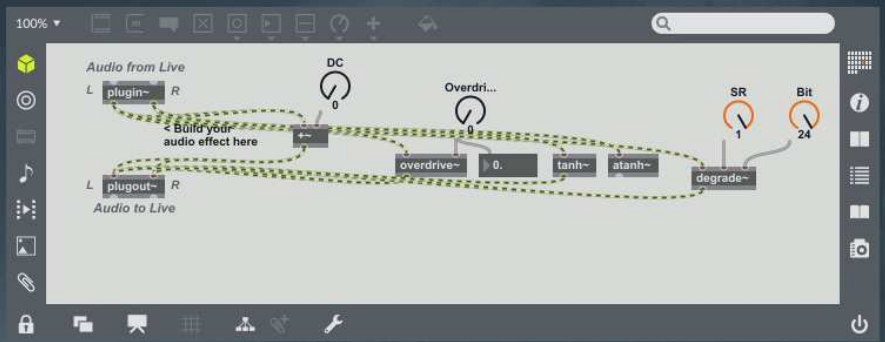 100% ▼
Audio from Live
L plugin~ R
DC
0
Overdri...
0
SR
1
Bit
24
< Build your
audio effect here
+~
overdrive~
0.
tanh~
atanh~
degrade~
L plugout~ R
Audio to Live